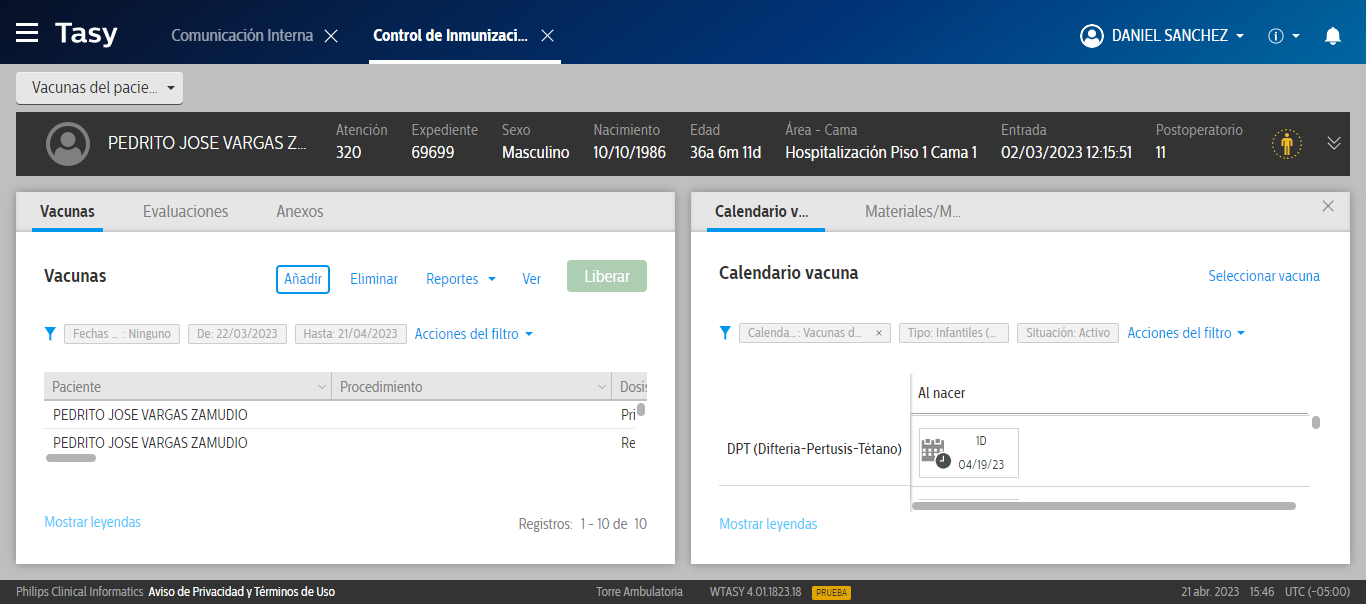 Tasy
Comunicación Interna
Control de Inmunizaci...
DANIEL SANCHEZ
Vacunas del pacie...
PEDRITO JOSE VARGAS Z...
Atención
320
Expediente
69699
Sexo
Masculino
Nacimiento
10/10/1986
Edad
36a 6m 11d
Área - Cama
Hospitalización Piso 1 Cama 1
Entrada
02/03/2023 12:15:51
Postoperatorio
11
Vacunas
Evaluaciones
Anexos
Vacunas
Añadir
Eliminar
Reportes
Ver
Liberar
Fechas ... : Ninguno
De: 22/03/2023
Hasta: 21/04/2023
Acciones del filtro
Paciente
Procedimiento
Dosis
PEDRITO JOSE VARGAS ZAMUDIO
Pri
PEDRITO JOSE VARGAS ZAMUDIO
Re
Mostrar leyendas
Registros: 1 - 10 de 10
Calendario v...
Materiales/M...
Calendario vacuna
Seleccionar vacuna
Calenda... : Vacunas d...
Tipo: Infantiles (...
Situación: Activo
Acciones del filtro
Al nacer
DPT (Difteria-Pertusis-Tétano)
1D
04/19/23
Mostrar leyendas
Philips Clinical Informatics Aviso de Privacidad y Términos de Uso
Torre Ambulatoria
WTASY 4.01.1823.18
PRUEBA
21 abr. 2023
15:46
UTC (-05:00)